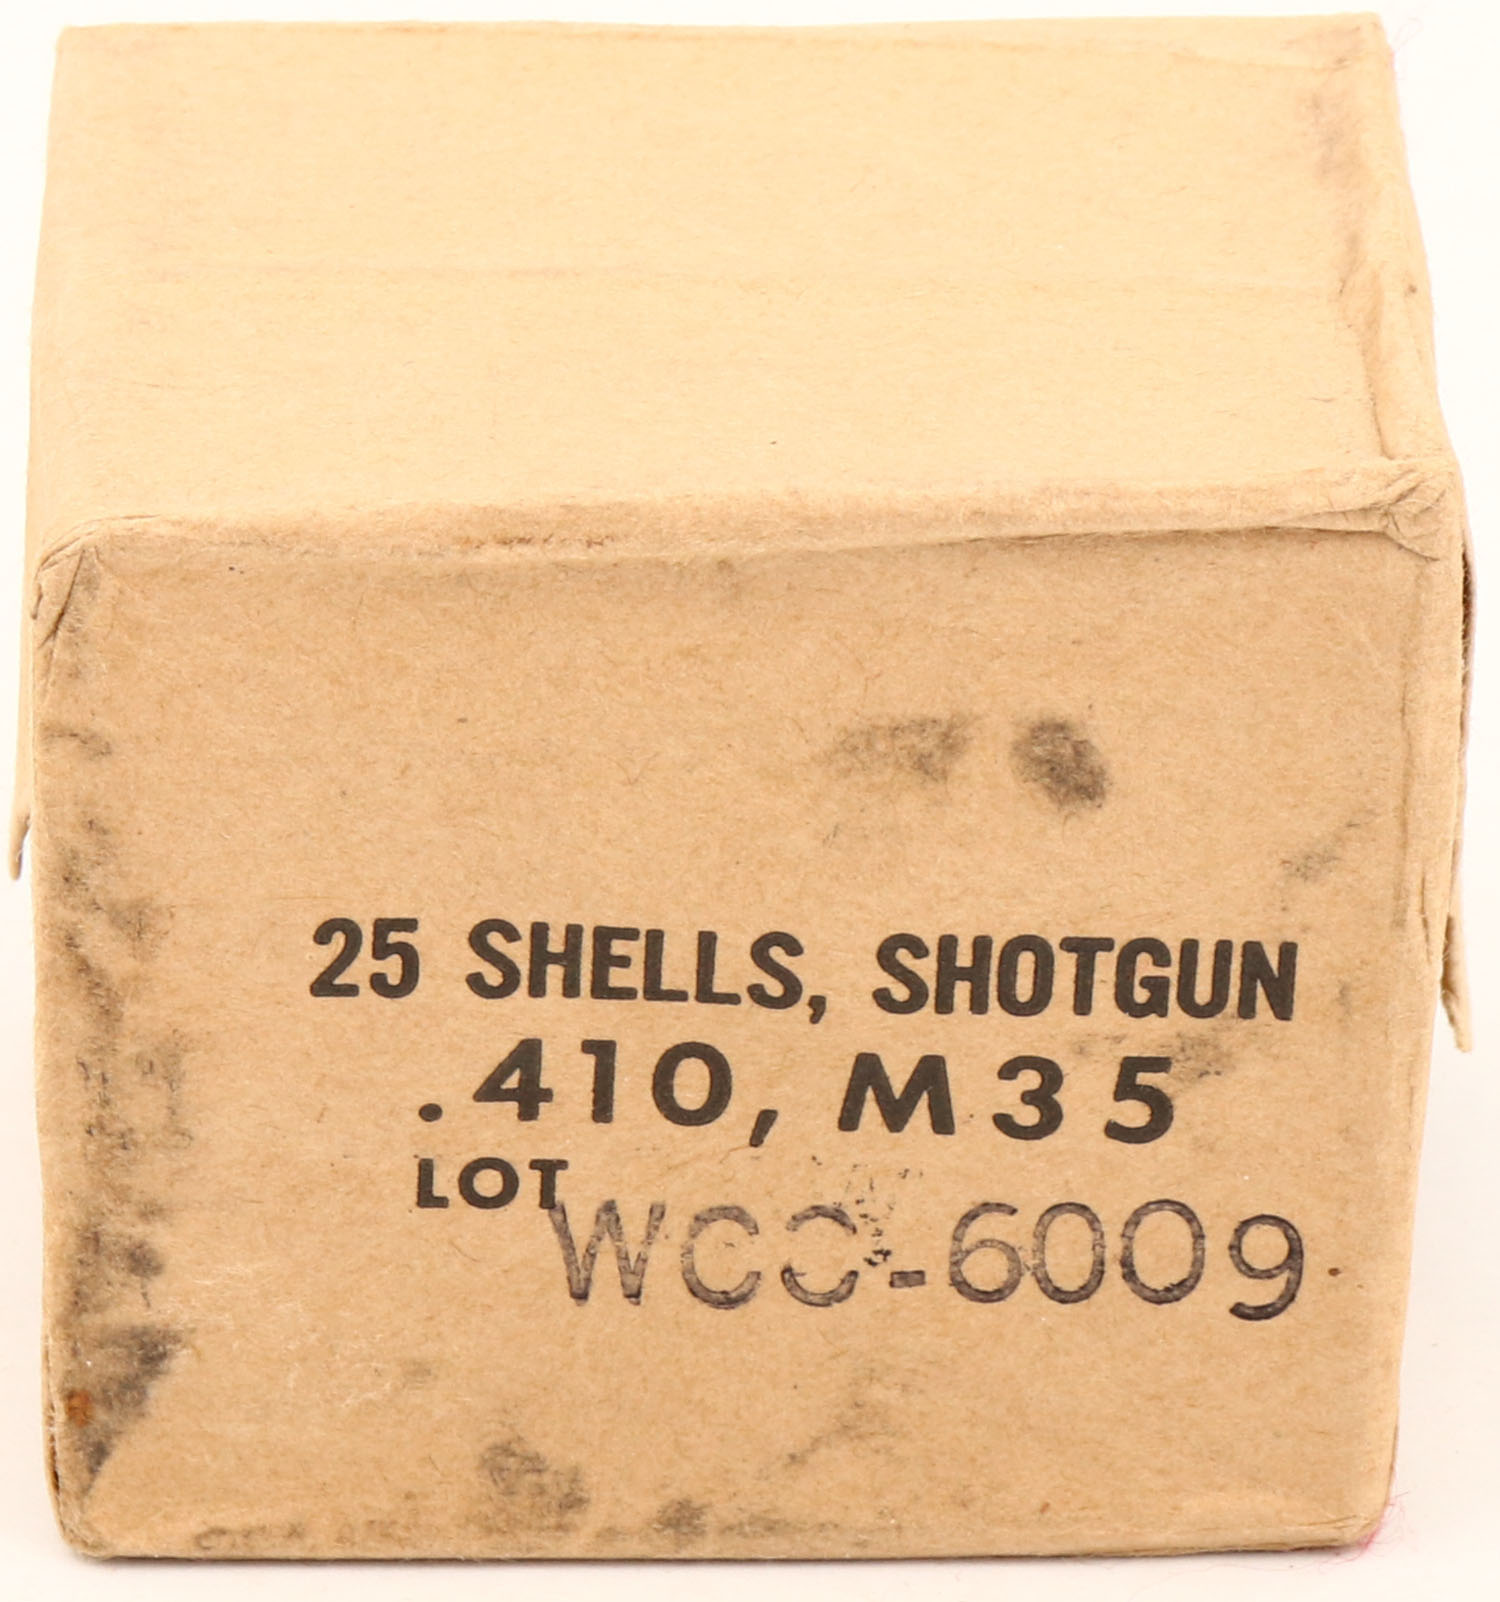 25 SHELLS, SHOTGUN
.410, M35
LOT WCC-6009